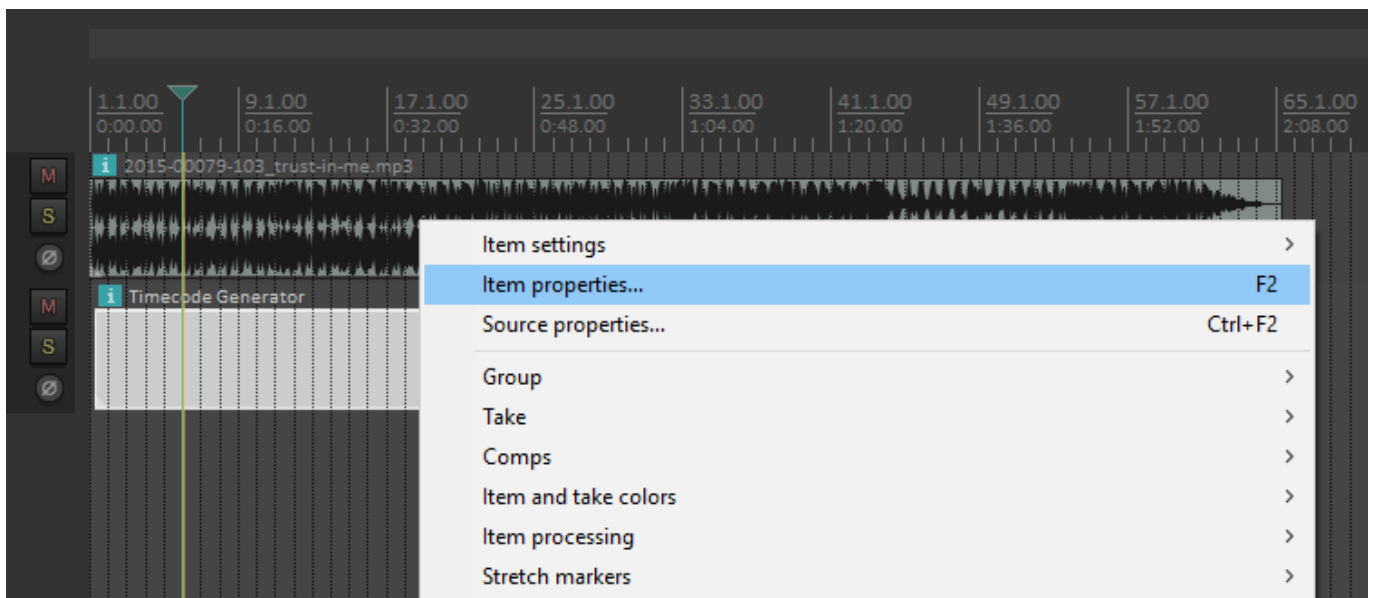 1.1.00 9.1.00 17.1.00 25.1.00 33.1.00 41.1.00 49.1.00 57.1.00 65.1.00
0:00.00 0:16.00 0:32.00 0:48.00 1:04.00 1:20.00 1:36.00 1:52.00 2:08.00
M i 2015-00079-103_trust-in-me.mp3
S
Ø
M i Timecode Generator
S
Ø
Item settings >
Item properties... F2
Source properties... Ctrl+F2
Group >
Take >
Comps >
Item and take colors >
Item processing >
Stretch markers >